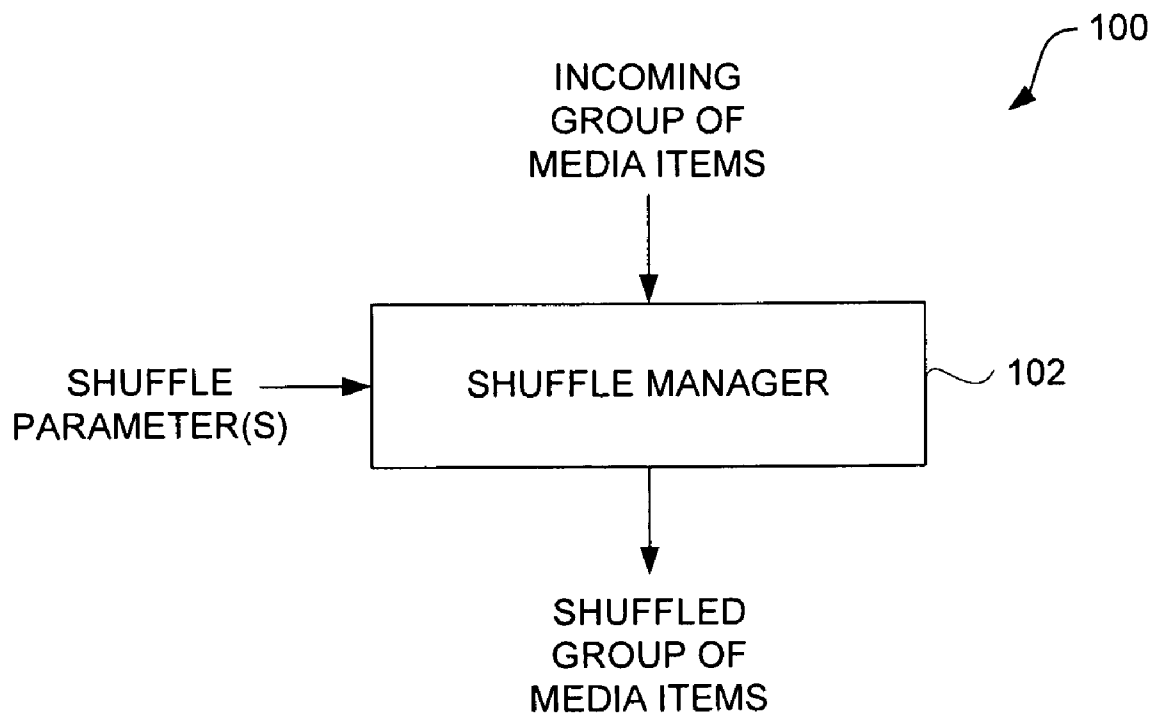 100
INCOMING
GROUP OF
MEDIA ITEMS
SHUFFLE
PARAMETER(S)
SHUFFLE MANAGER
102
SHUFFLED
GROUP OF
MEDIA ITEMS